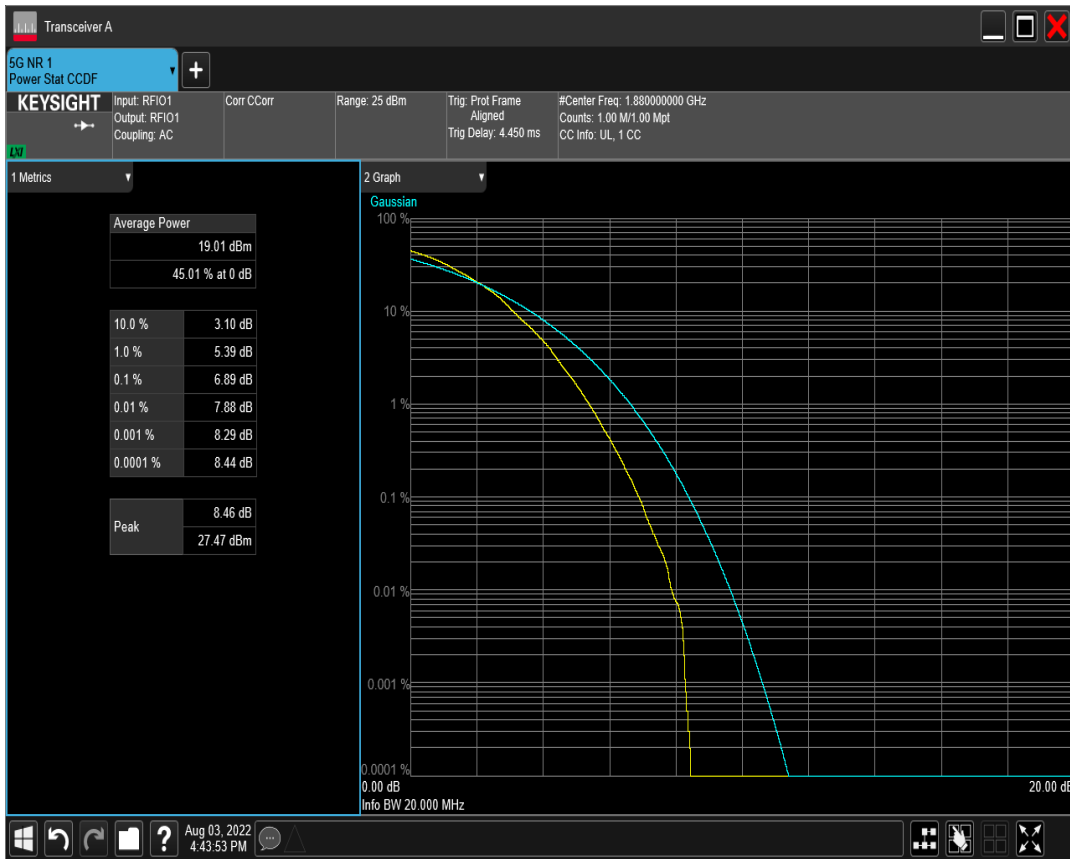 Transceiver A
5G NR 1
Power Stat CCDF
+
KEYSIGHT
LXI
Input: RFIO1
Output: RFIO1
Coupling: AC
Corr CCorr
Range: 25 dBm
Trig: Prot Frame
Aligned
Trig Delay: 4.450 ms
#Center Freq: 1.880000000 GHz
Counts: 1.00 M/1.00 Mpt
CC Info: UL, 1 CC
1 Metrics
Average Power
19.01 dBm
45.01 % at 0 dB
10.0 % 3.10 dB
1.0 % 5.39 dB
0.1 % 6.89 dB
0.01 % 7.88 dB
0.001 % 8.29 dB
0.0001 % 8.44 dB
Peak
8.46 dB
27.47 dBm
2 Graph
Gaussian
100 %
10 %
1 %
0.1 %
0.01 %
0.001 %
0.0001 %
0.00 dB
20.00 dB
Info BW 20.000 MHz
?
Aug 03, 2022
4:43:53 PM